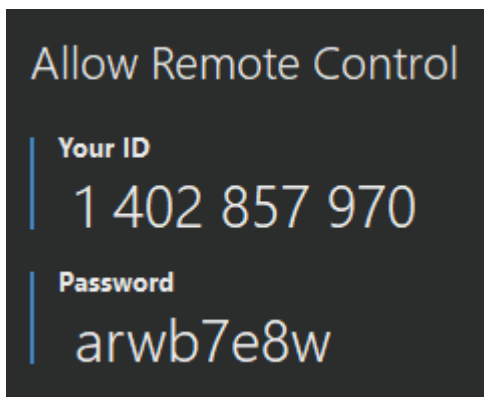 Allow Remote Control
Your ID
1 402 857 970
Password
arwb7e8w